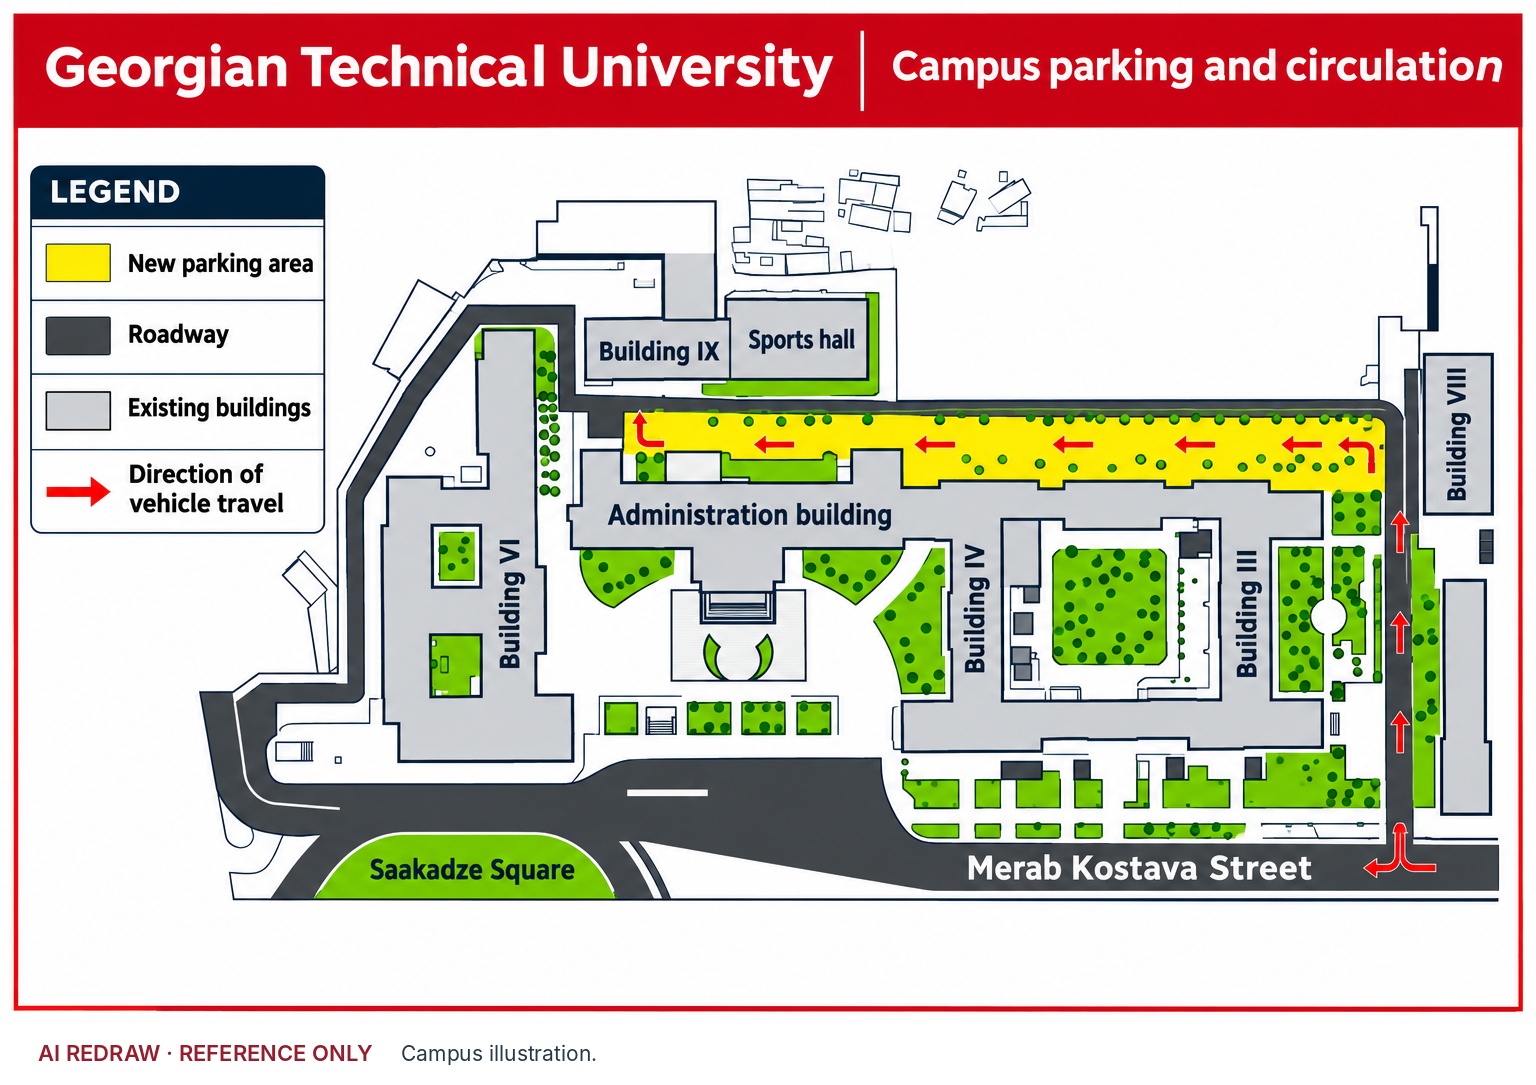 Georgian Technical University
Campus parking and circulation
LEGEND
New parking area
Roadway
Existing buildings
Direction of
vehicle travel
Building IX
Sports hall
Building VIII
Administration building
Building VI
Building IV
Building III
Saakadze Square
Merab Kostava Street
AI REDRAW · REFERENCE ONLY
Campus illustration.